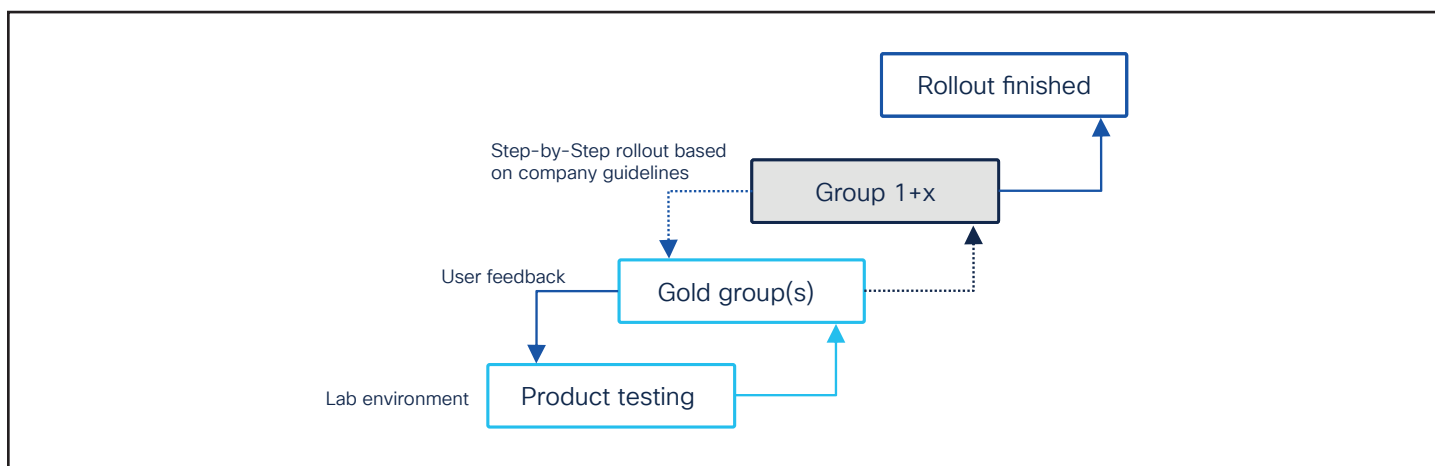 Rollout finished
Step-by-Step rollout based
on company guidelines
Group 1+x
User feedback
Gold group(s)
Lab environment
Product testing